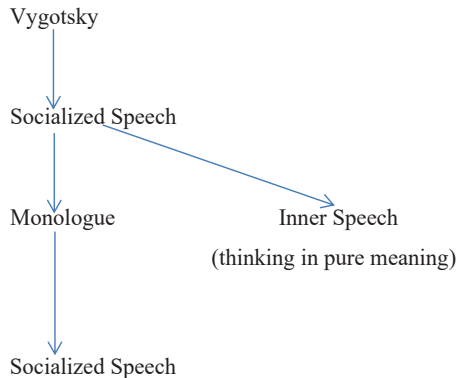 Vygotsky
Socialized Speech
Monologue
Inner Speech
(thinking in pure meaning)
Socialized Speech